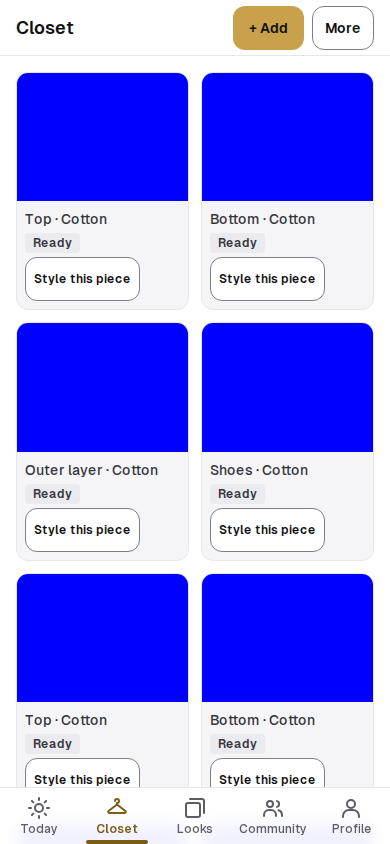 Closet
+ Add
More
Top · Cotton
Ready
Style this piece
Bottom · Cotton
Ready
Style this piece
Outer layer · Cotton
Ready
Style this piece
Shoes · Cotton
Ready
Style this piece
Top · Cotton
Ready
Style this piece
Bottom · Cotton
Ready
Style this piece
Today
Closet
Looks
Community
Profile